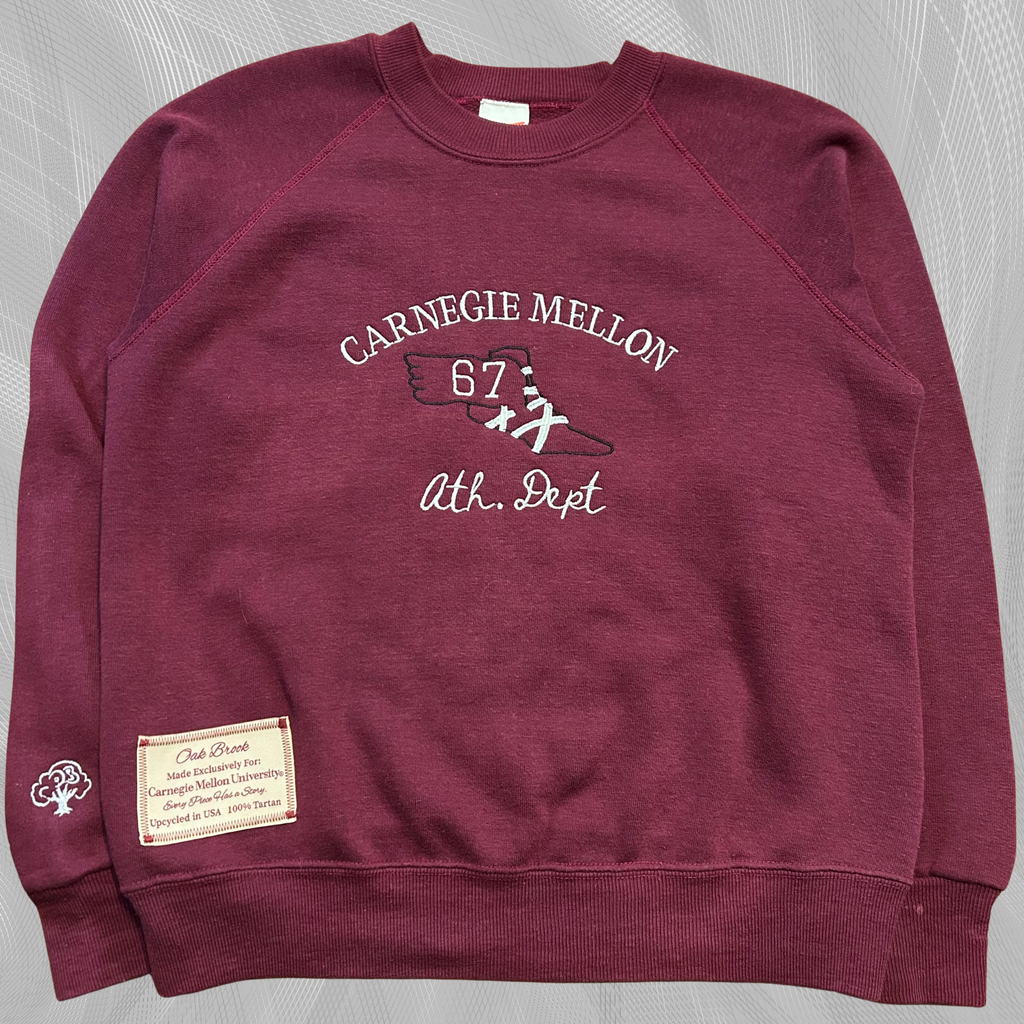 CARNEGIE MELLON
67
Ath. Dept
Oak Brook
Made Exclusively For:
Carnegie Mellon University®
Every Piece Has a Story.
Upcycled in USA 100% Tartan
OB